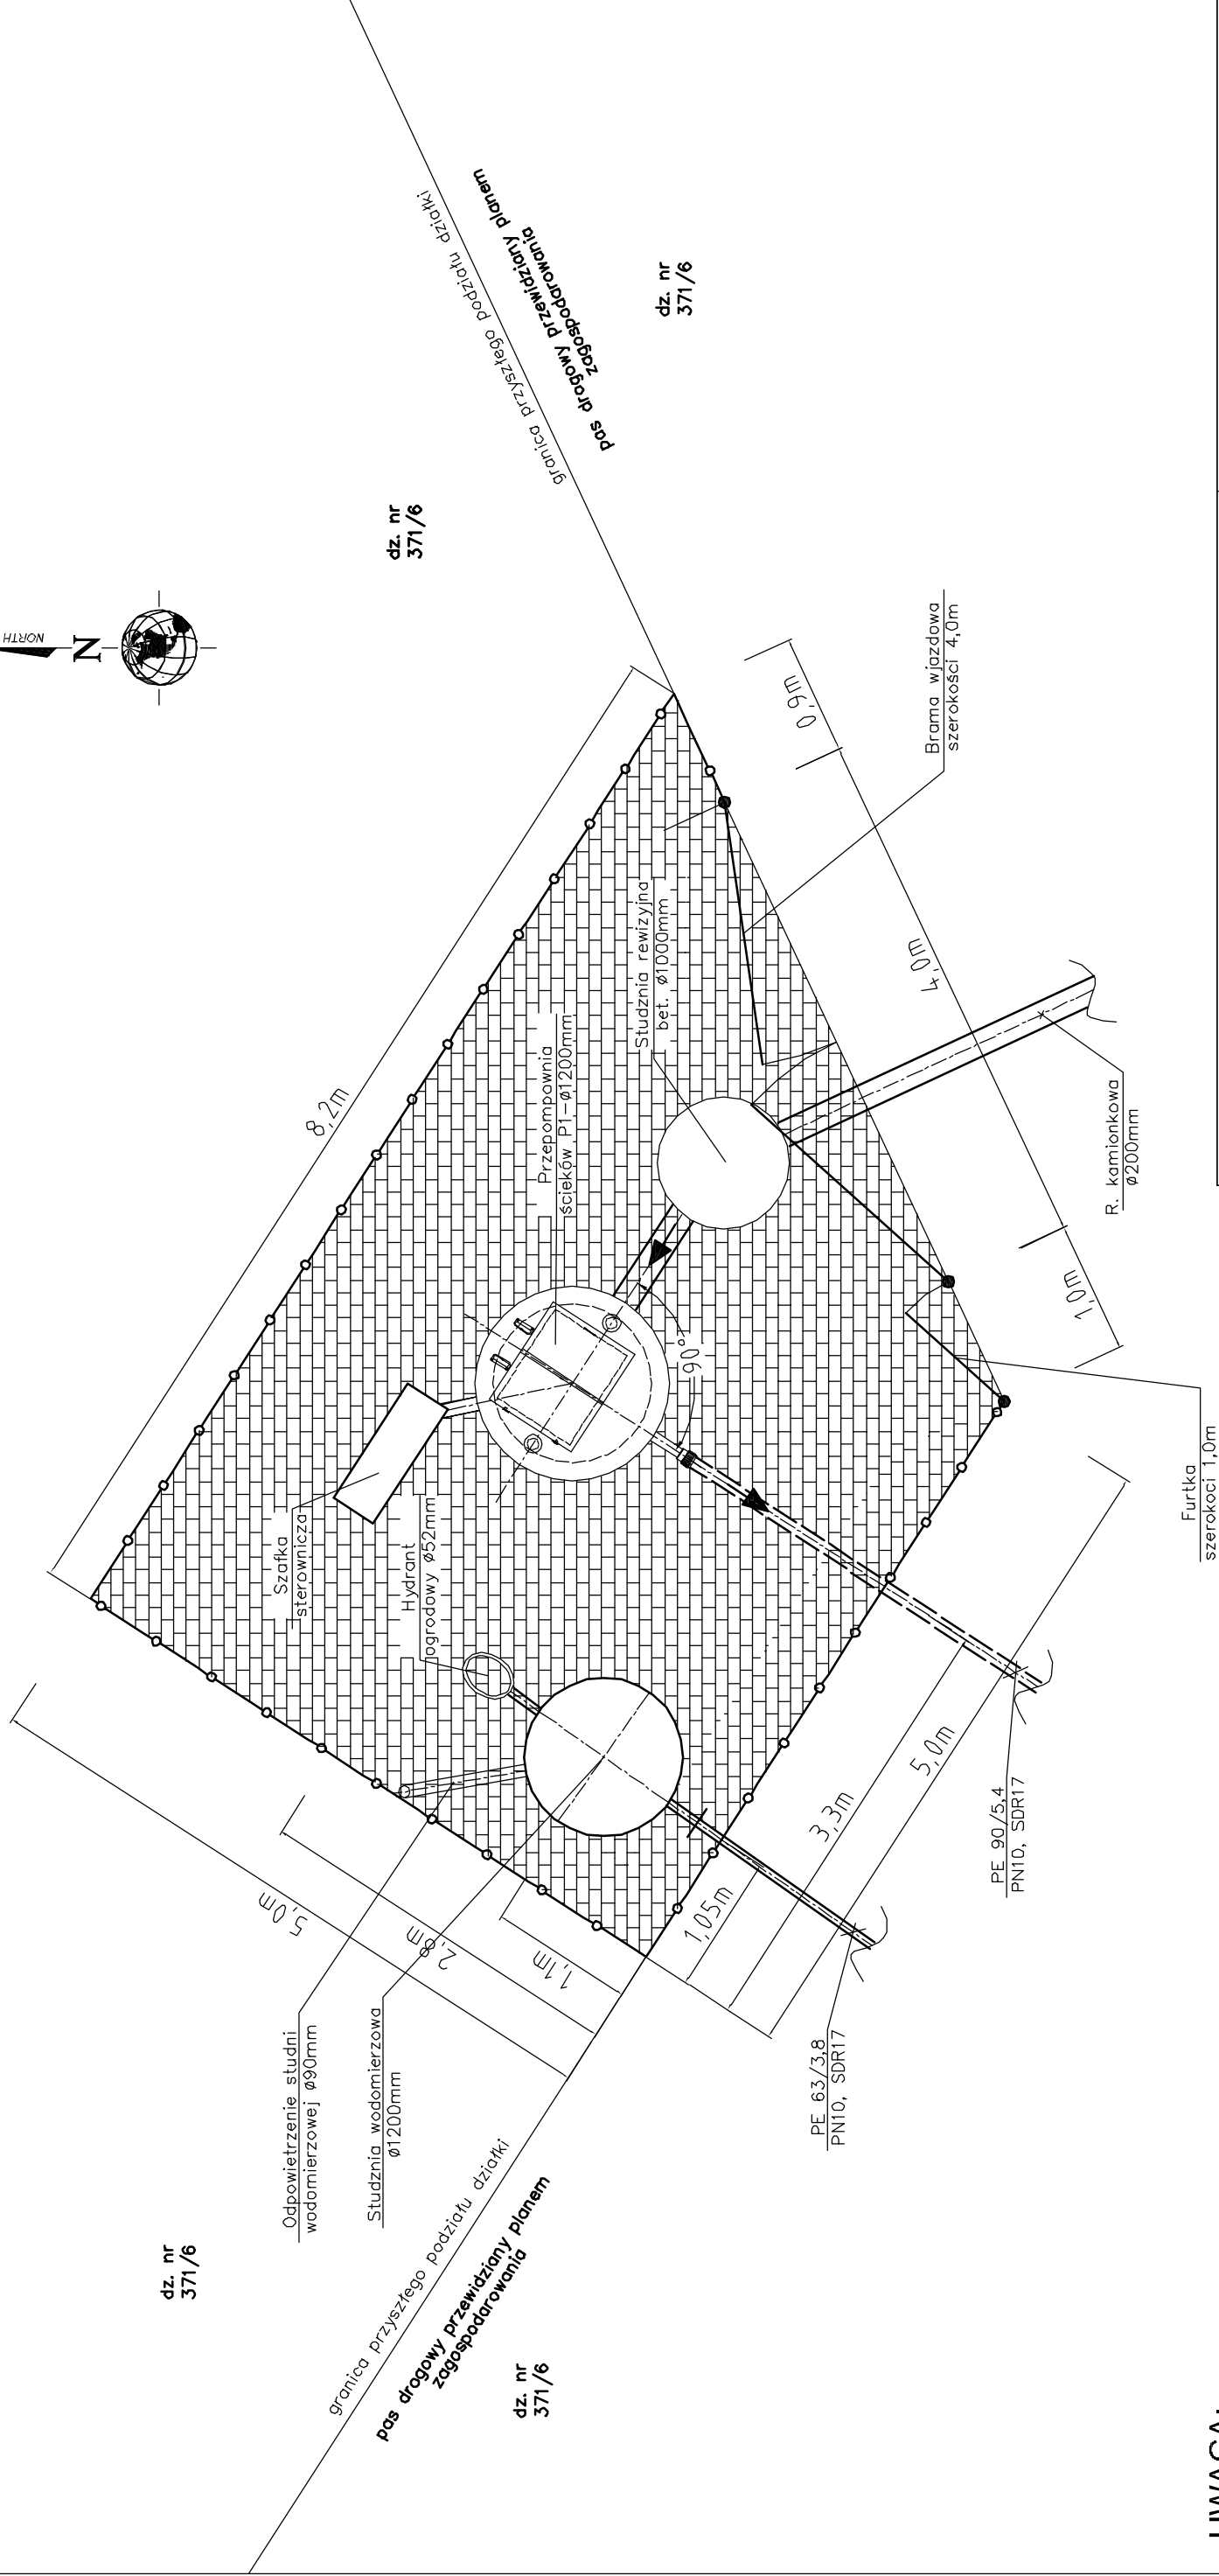 NORTH
N
dz. nr
371/6
granica przyszłego podziału działki
pas drogowy przewidziany planem
zagospodarowania
dz. nr
371/6
0,9m
Brama wjazdowa
szerokości 4,0m
4,0m
Studznia rewizyjna
bet. ø1000mm
8,2m
Przepompownia
ścieków P1-ø1200mm
R. kamionkowa
ø200mm
1,0m
90°
Furtka
szerokoci 1,0m
Szafka
sterownicza
Hydrant
ogrodowy ø52mm
5,0m
3,3m
1,05m
PE 90/5,4
PN10, SDR17
5,0m
2,8m
1,1m
Odpowietrzenie studni
wodomierzowej ø90mm
Studznia wodomierzowa
ø1200mm
PE 63/3,8
PN10, SDR17
dz. nr
371/6
granica przyszłego podziału działki
pas drogowy przewidziany planem
zagospodarowania
dz. nr
371/6